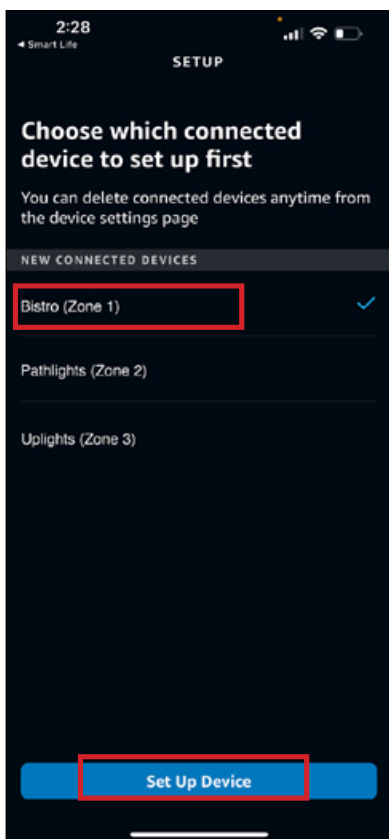 2:28
Smart Life
SETUP
Choose which connected
device to set up first
You can delete connected devices anytime from
the device settings page
NEW CONNECTED DEVICES
Bistro (Zone 1)
Pathlights (Zone 2)
Uplights (Zone 3)
Set Up Device